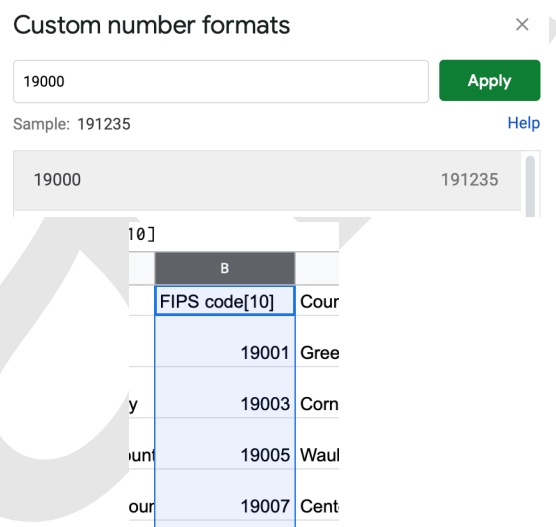 Custom number formats
19000
Apply
Sample: 191235
Help
19000 191235
10]
B
FIPS code[10] Cour
19001 Gree
y 19003 Corn
ount 19005 Waul
our 19007 Cent